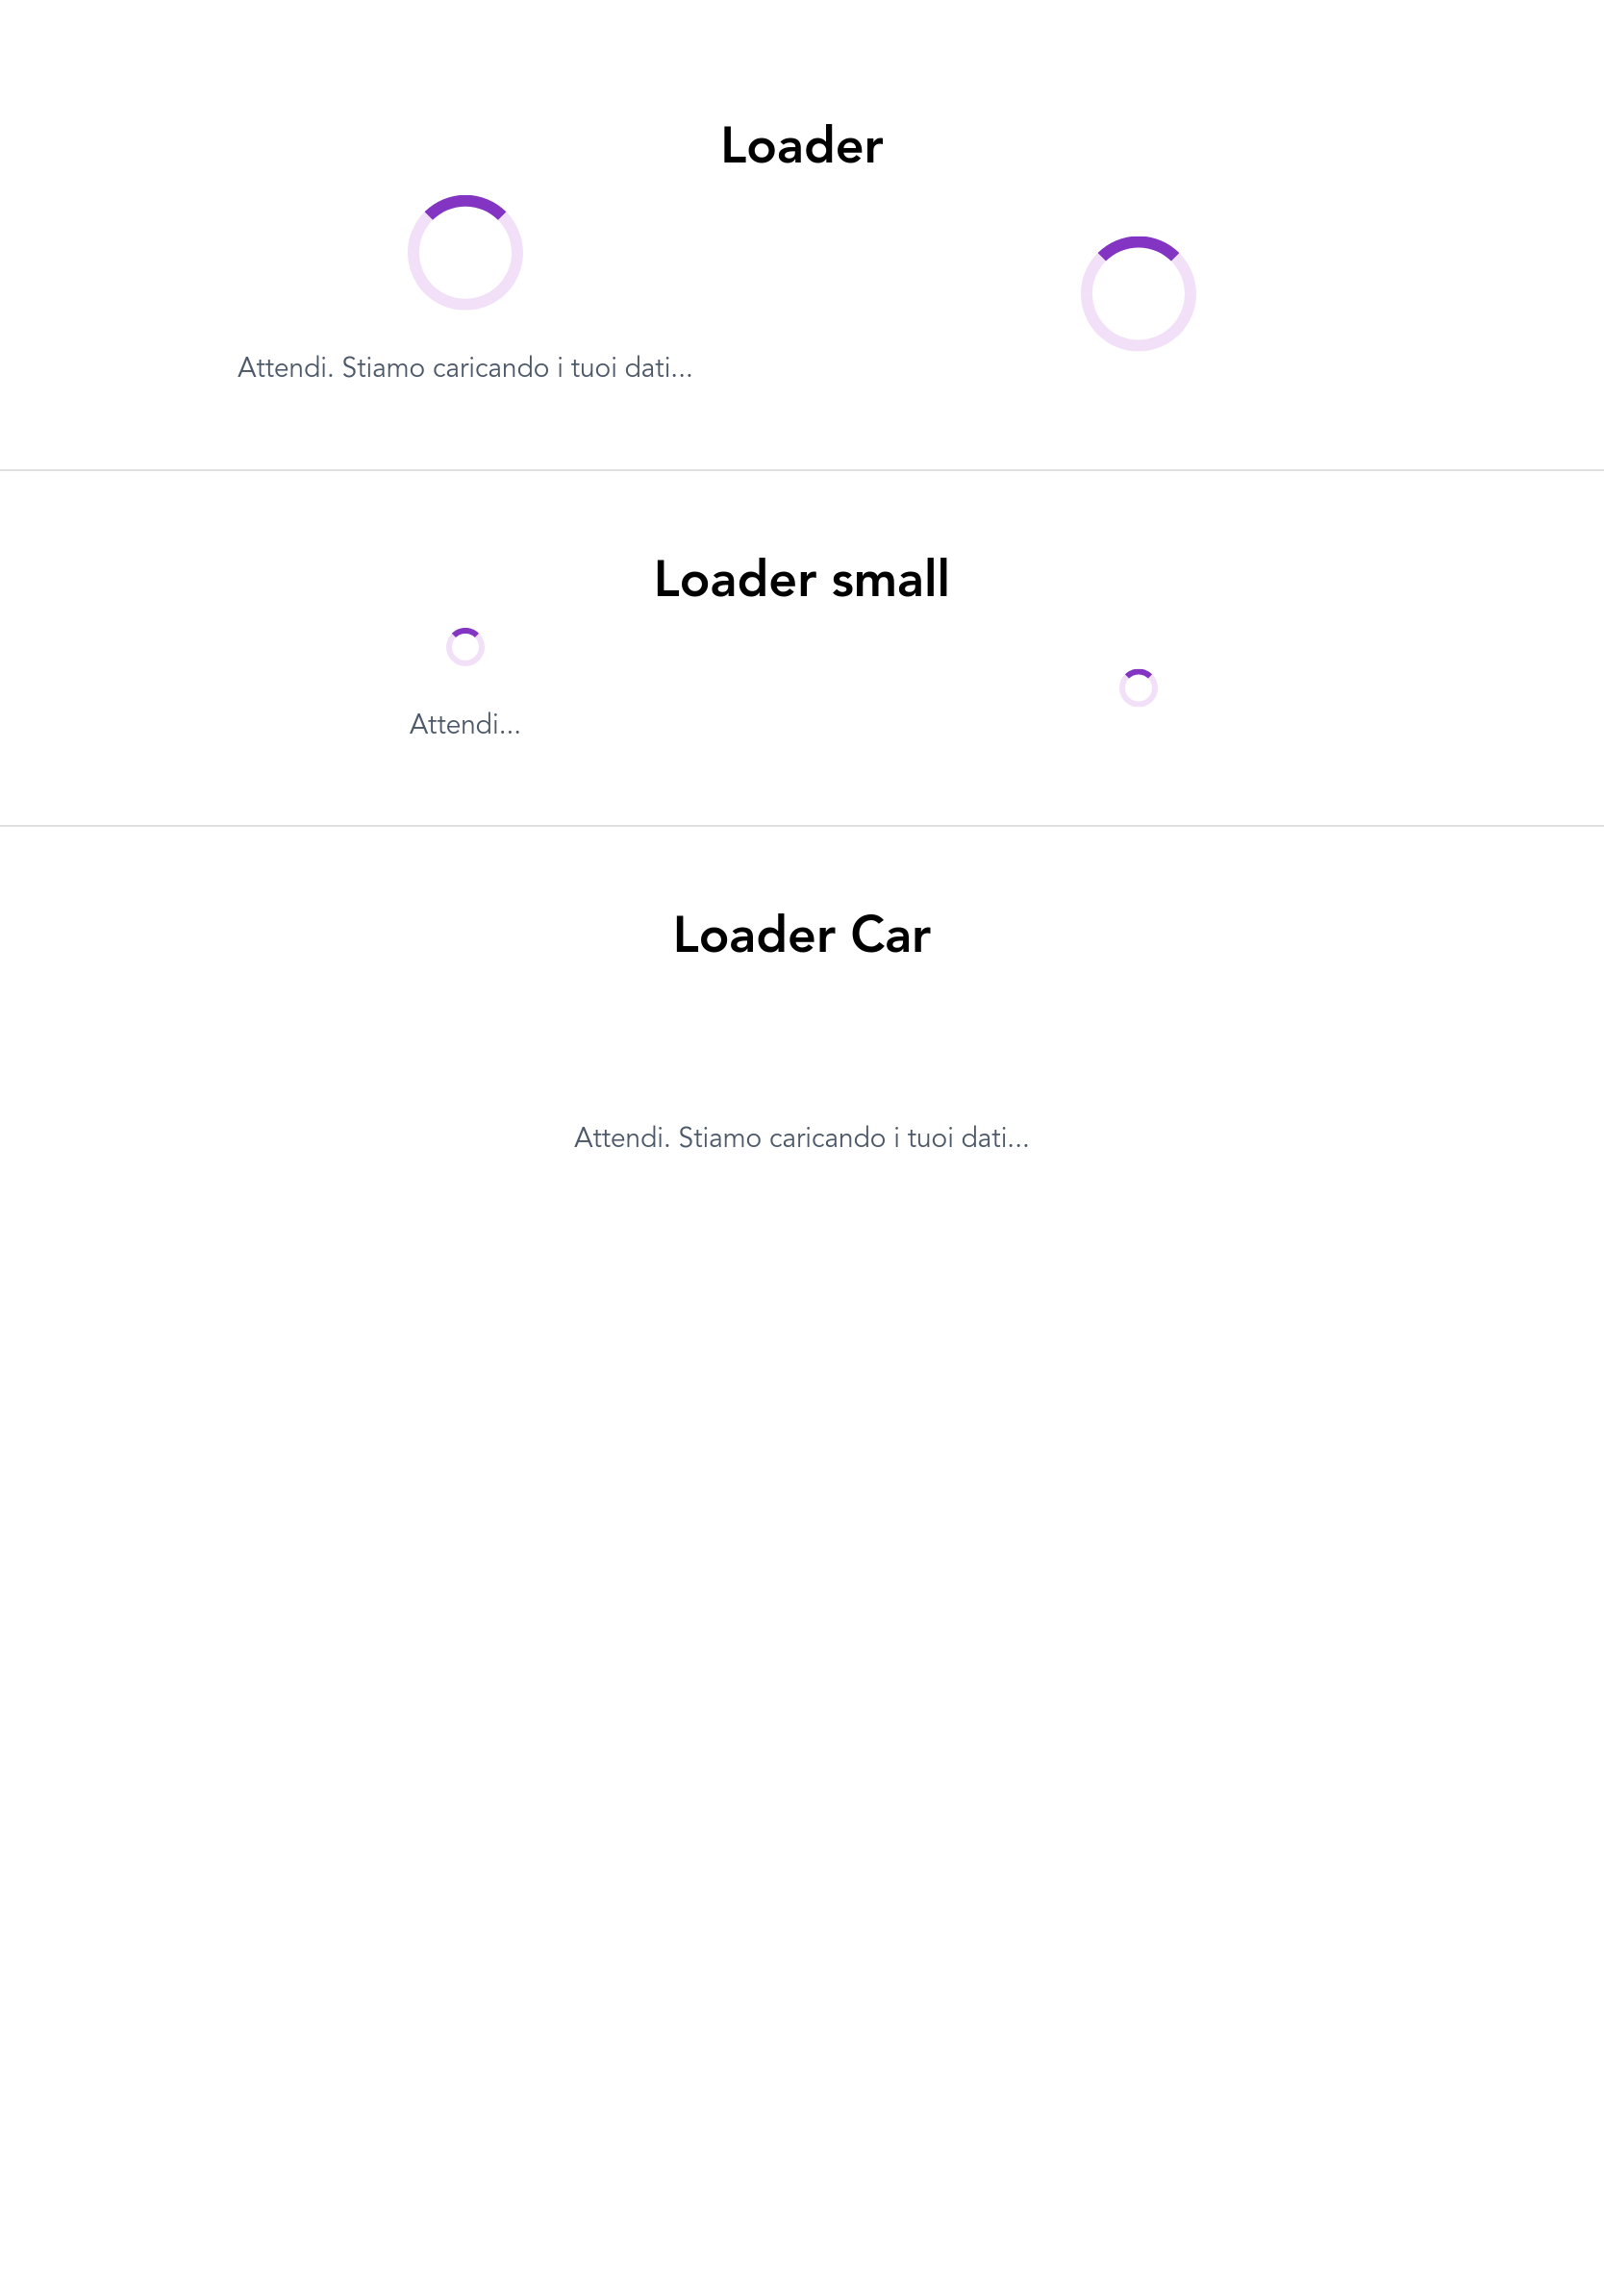 Loader
Attendi. Stiamo caricando i tuoi dati...
Loader small
Attendi...
Loader Car
Attendi. Stiamo caricando i tuoi dati...